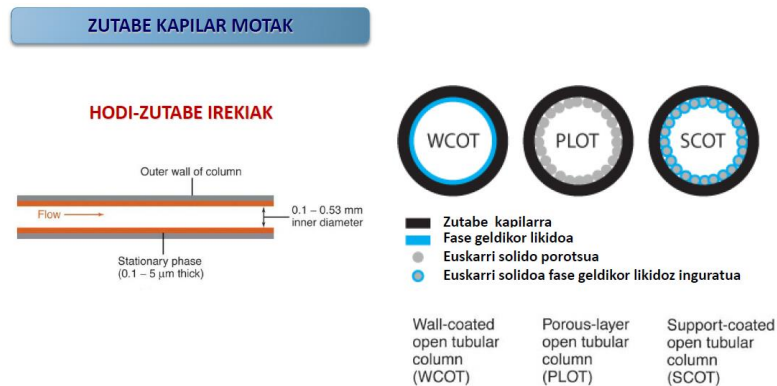 ZUTABE KAPILAR MOTAK
HODI-ZUTABE IREKIAK
Outer wall of column
Flow
0.1 – 0.53 mm
inner diameter
Stationary phase
(0.1 – 5 µm thick)
WCOT
PLOT
SCOT
Zutabe kapilarra
Fase geldikor likidoa
Euskarri solido porotsua
Euskarri solidoa fase geldikor likidoz inguratua
Wall-coated
open tubular
column
(WCOT)
Porous-layer
open tubular
column
(PLOT)
Support-coated
open tubular
column
(SCOT)